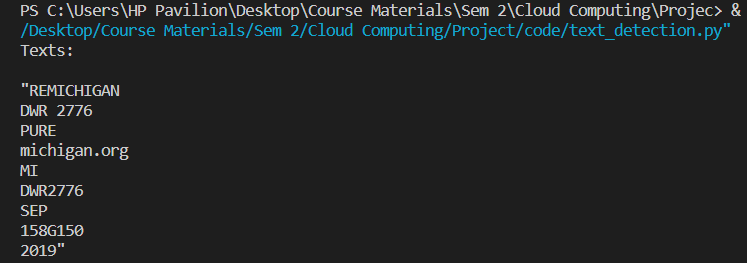 PS C:\Users\HP Pavilion\Desktop\Course Materials\Sem 2\Cloud Computing\Projec> &
/Desktop/Course Materials/Sem 2/Cloud Computing/Project/code/text_detection.py"
Texts:
"REMICHIGAN
DWR 2776
PURE
michigan.org
MI
DWR2776
SEP
158G150
2019"